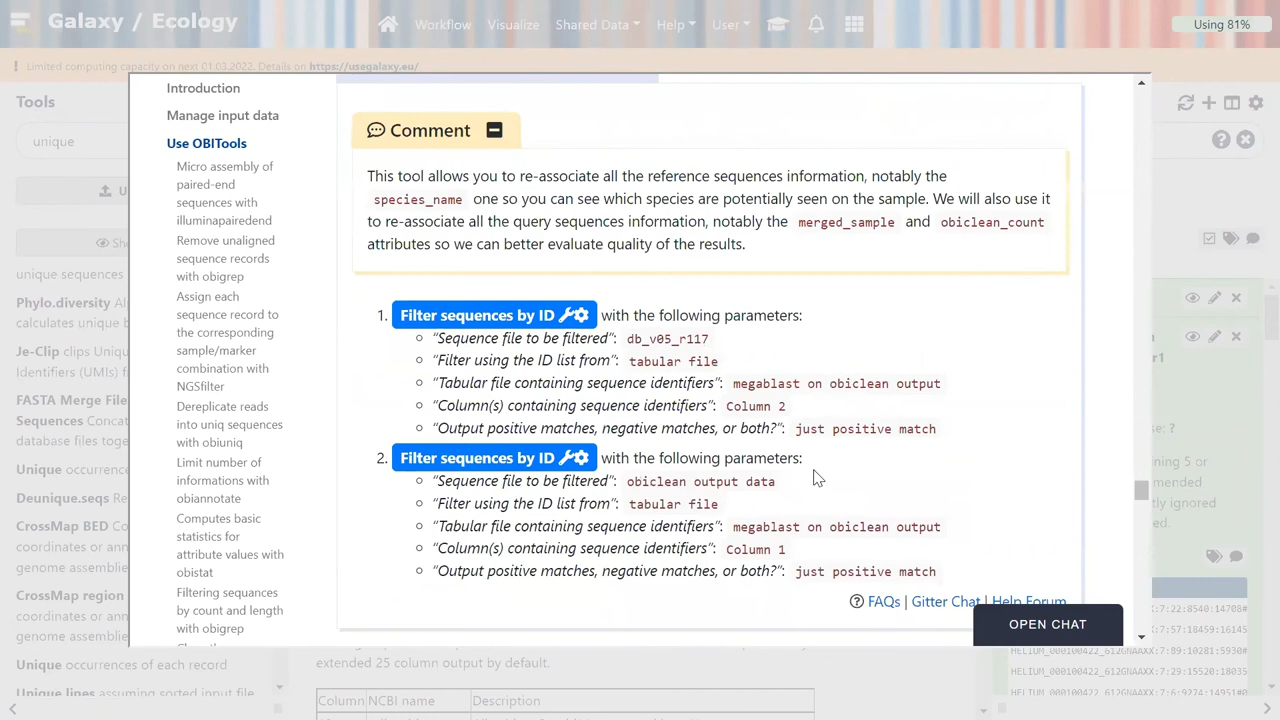 Galaxy / Ecology
Workflow
Visualize
Shared Data
Help
User
Using 81%
Limited computing capacity on next 01.03.2022. Details on https://usegalaxy.eu/
Tools
unique
unique sequences
Phylo.diversity
calculates unique
Je-Clip clips
Identifiers (UMIs)
FASTA Merge
Sequences
database files
Unique occurrences of each record
Deunique.seqs
CrossMap BED
coordinates or
genome assemblies
CrossMap region
coordinates or
genome assemblies
Unique occurrences of each record
Unique lines assuming sorted input file
Introduction
Manage input data
Use OBITools
Micro assembly of
paired-end
sequences with
illuminapairedend
Remove unaligned
sequence records
with obigrep
Assign each
sequence record to
the corresponding
sample/marker
combination with
NGSfilter
Dereplicate reads
into uniq sequences
with obiuniq
Limit number of
informations with
obiannotate
Computes basic
statistics for
attribute values with
obistat
Filtering sequences
by count and length
with obigrep
Comment
This tool allows you to re-associate all the reference sequences information, notably the
species_name one so you can see which species are potentially seen on the sample. We will also use it
to re-associate all the query sequences information, notably the merged_sample and obiclean_count
attributes so we can better evaluate quality of the results.
1. Filter sequences by ID with the following parameters:
“Sequence file to be filtered”: db_v05_r117
“Filter using the ID list from”: tabular file
“Tabular file containing sequence identifiers”: megablast on obiclean output
“Column(s) containing sequence identifiers”: Column 2
“Output positive matches, negative matches, or both?”: just positive match
2. Filter sequences by ID with the following parameters:
“Sequence file to be filtered”: obiclean output data
“Filter using the ID list from”: tabular file
“Tabular file containing sequence identifiers”: megablast on obiclean output
“Column(s) containing sequence identifiers”: Column 1
“Output positive matches, negative matches, or both?”: just positive match
FAQs | Gitter Chat | Help Forum
OPEN CHAT
extended 25 column output by default.
Column NCBI name Description